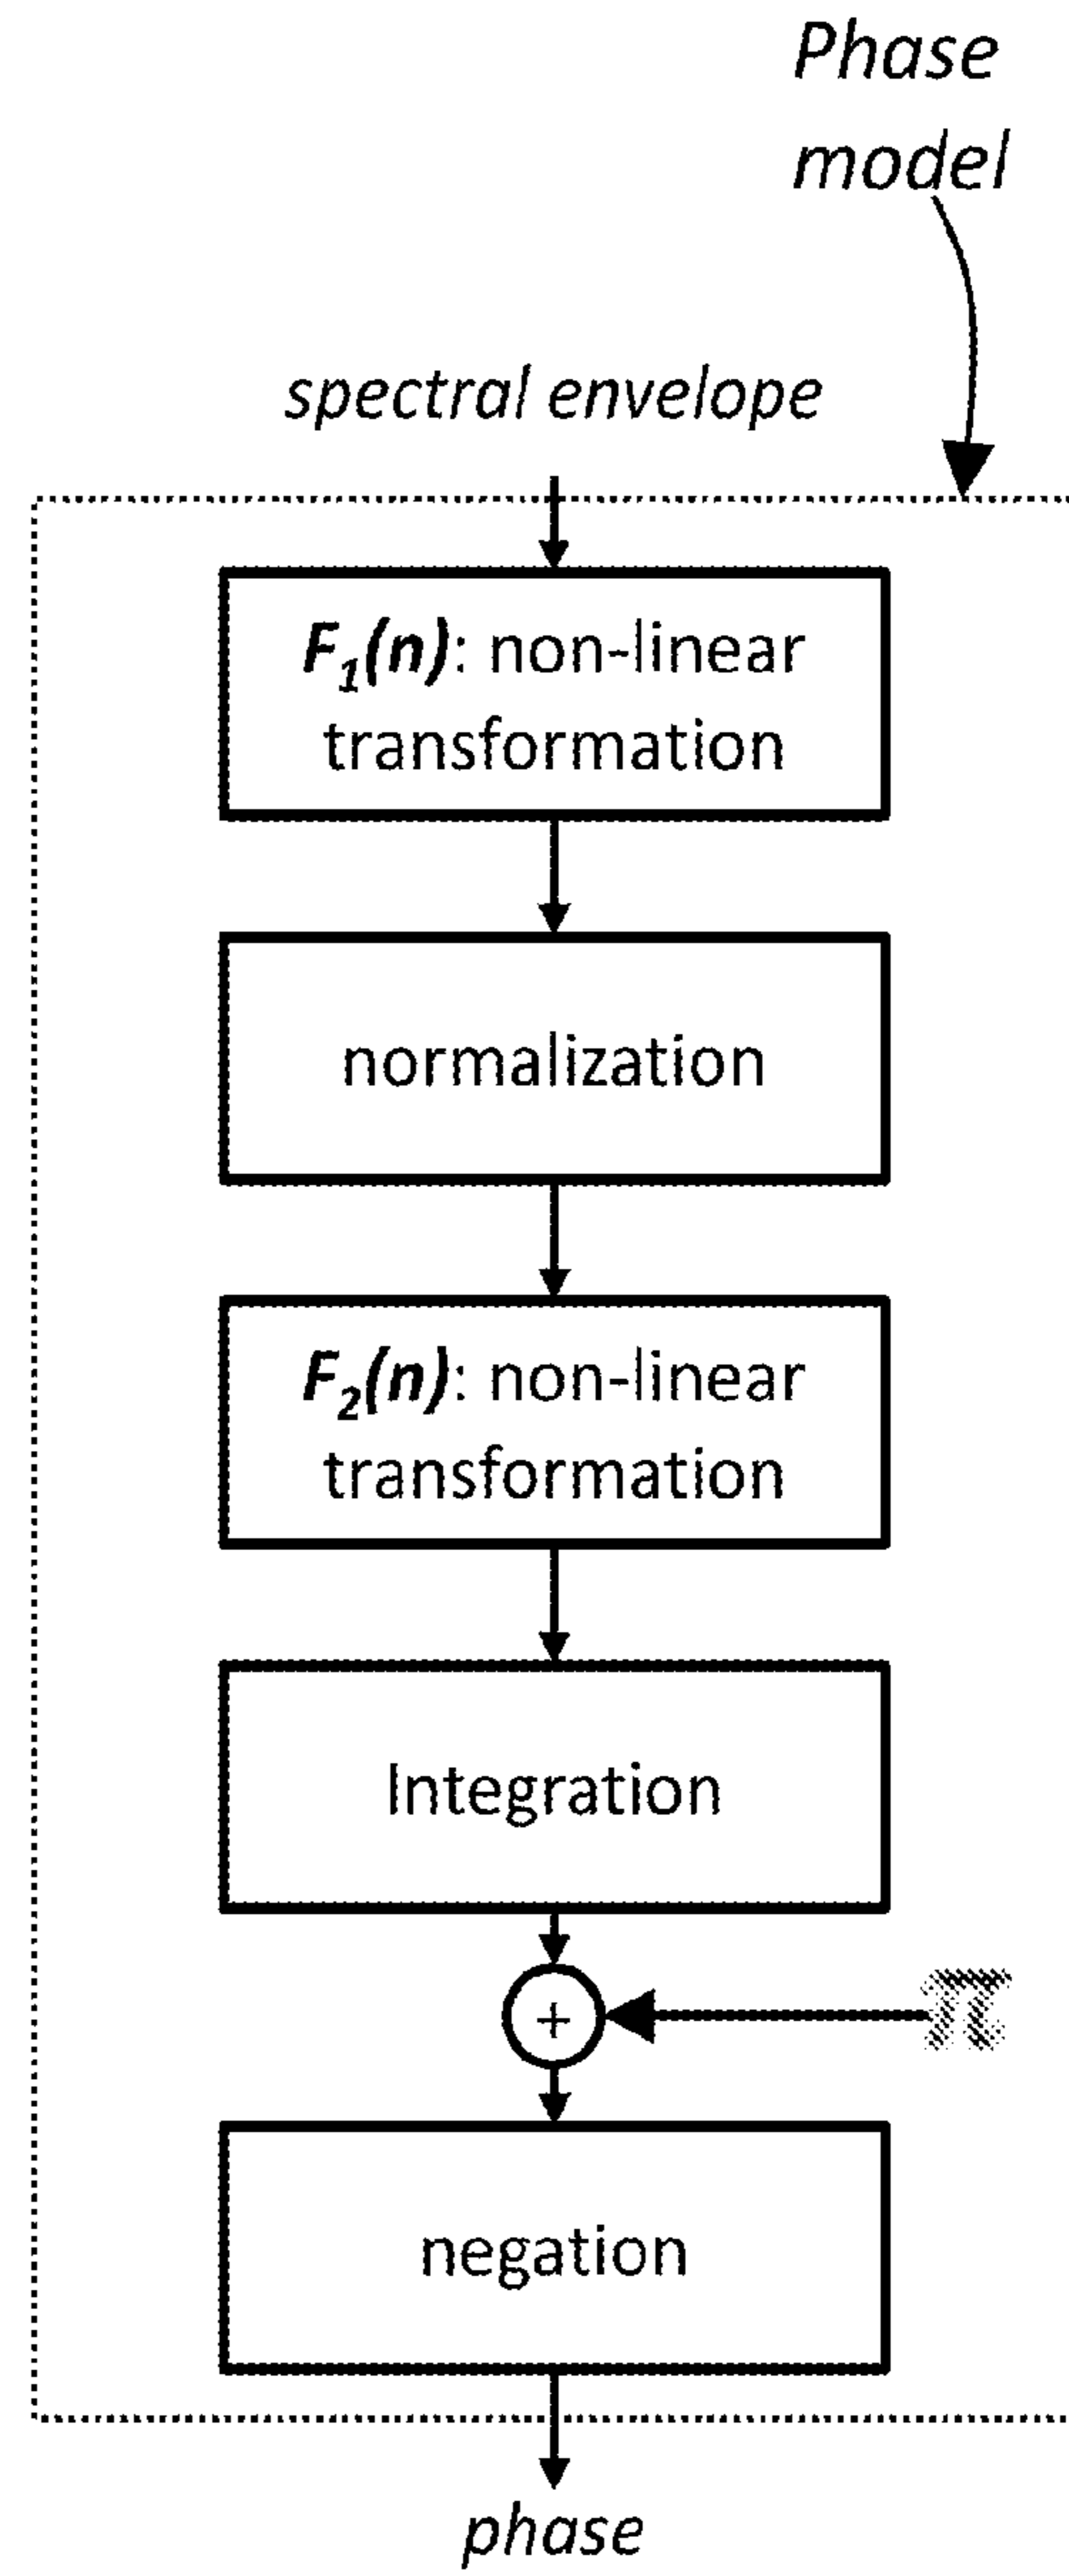 Phase
model
spectral envelope
F₁(n): non-linear
transformation
normalization
F₂(n): non-linear
transformation
Integration
+
π
negation
phase